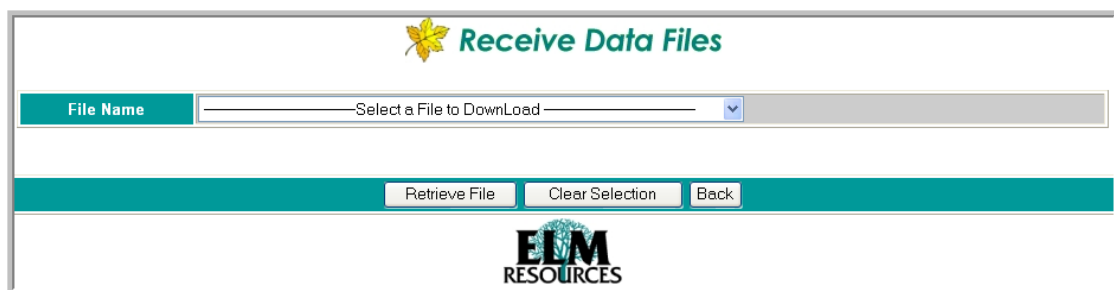 Receive Data Files
File Name Select a File to DownLoad
Retrieve File Clear Selection Back
ELM
RESOURCES